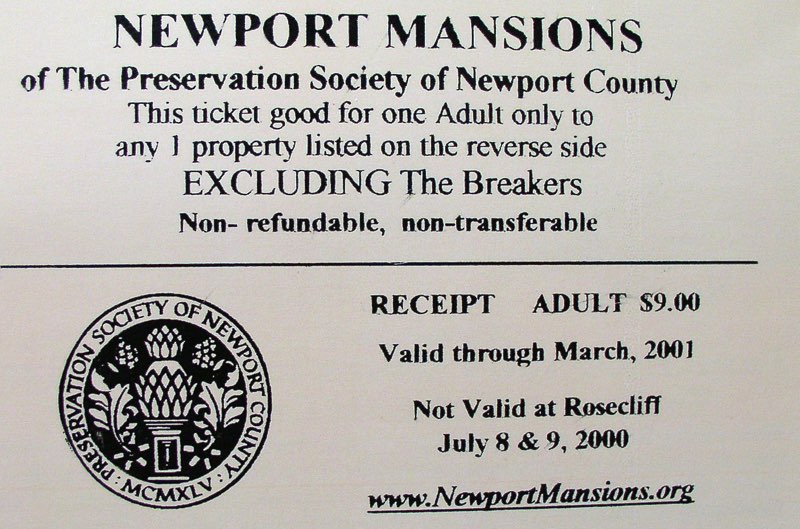 NEWPORT MANSIONS
of The Preservation Society of Newport County
This ticket good for one Adult only to
any 1 property listed on the reverse side
EXCLUDING The Breakers
Non- refundable, non-transferable
RECEIPT ADULT $9.00
Valid through March, 2001
Not Valid at Rosecliff
July 8 & 9, 2000
www.NewportMansions.org
PRESERVATION SOCIETY OF NEWPORT COUNTY:
MCMXLV: